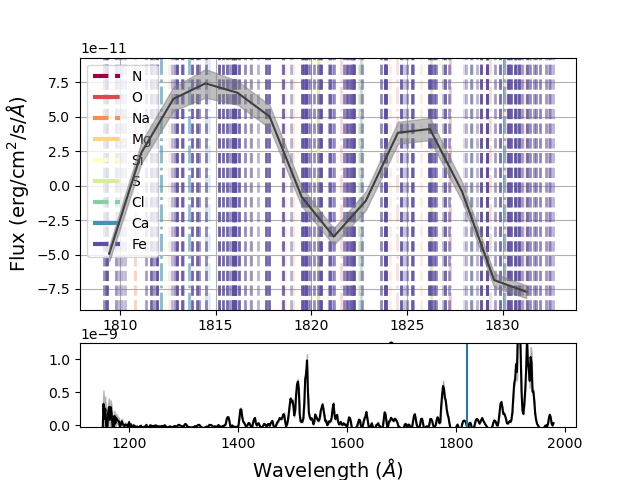 1e−11
7.5
5.0
2.5
0.0
−2.5
−5.0
−7.5
Flux (erg/cm²/s/Å)
N
O
Na
Mg
Si
S
Cl
Ca
Fe
1810
1815
1820
1825
1830
1e−9
1.0
0.5
0.0
1200
1400
1600
1800
2000
Wavelength (Å)